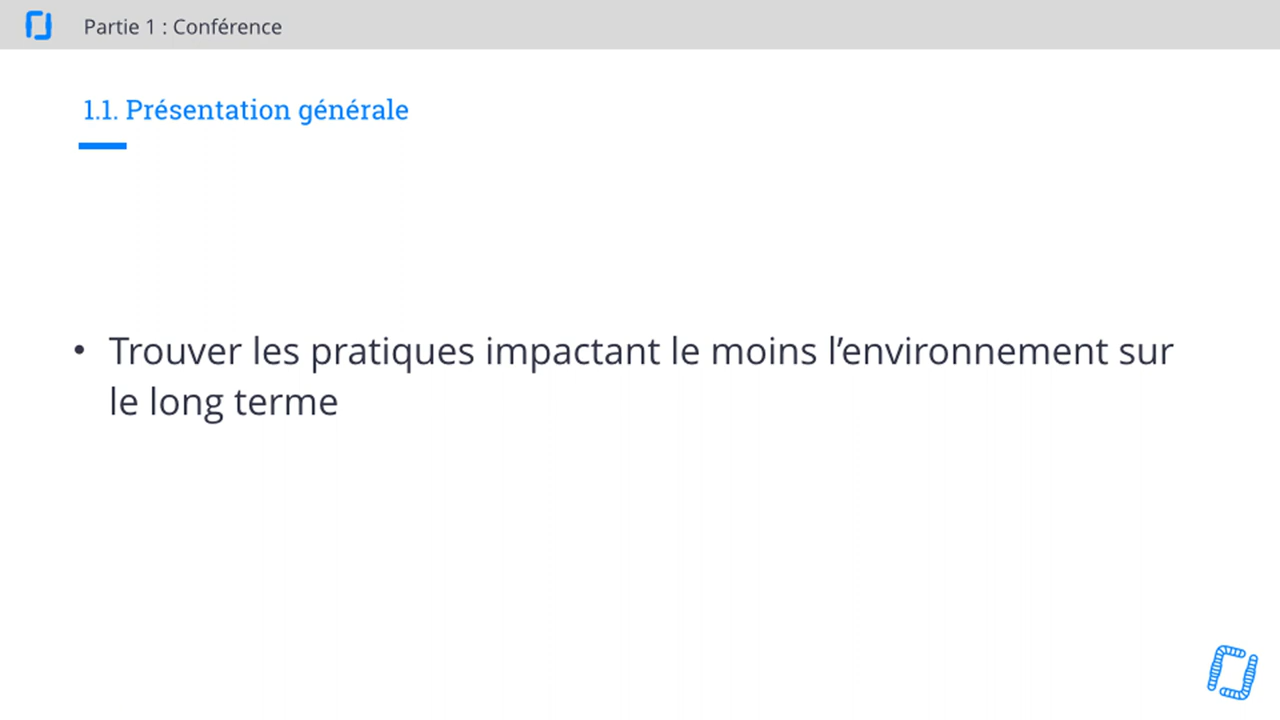 Partie 1 : Conférence
1.1. Présentation générale
• Trouver les pratiques impactant le moins l’environnement sur
le long terme